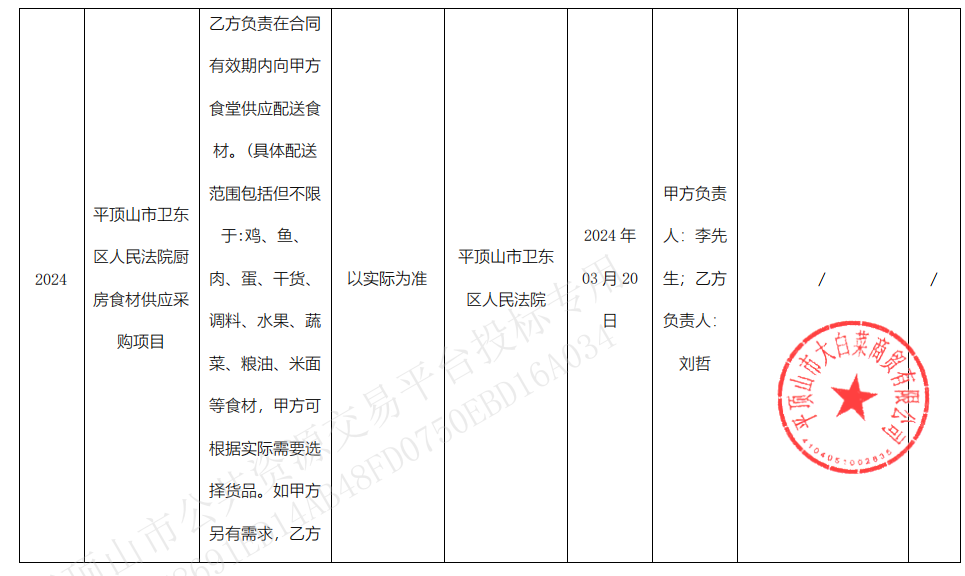 2024
平顶山市卫东
区人民法院厨
房食材供应采
购项目
乙方负责在合同
有效期内向甲方
食堂供应配送食
材。（具体配送
范围包括但不限
于:鸡、鱼、
肉、蛋、干货、
调料、水果、蔬
菜、粮油、米面
等食材，甲方可
根据实际需要选
择货品。如甲方
另有需求，乙方
以实际为准
平顶山市卫东
区人民法院
2024 年
03 月 20
日
甲方负责
人：李先
生；乙方
负责人：
刘哲
/
/
平顶山市大白菜商贸有限公司
4104051002835
顶山市公共资源交易平台投标专用